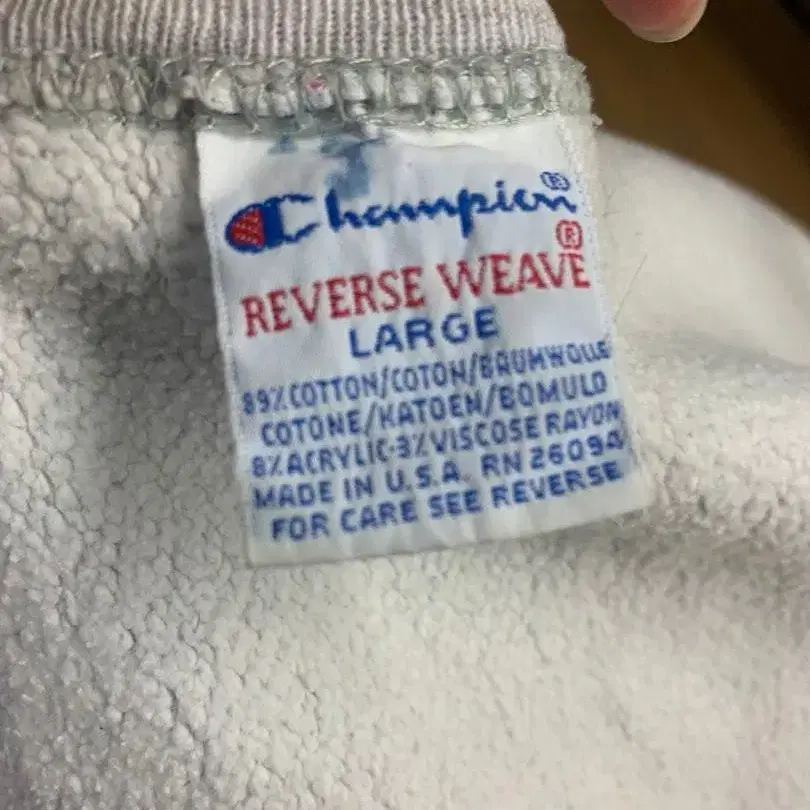 Champion®
REVERSE WEAVE®
LARGE
89%COTTON/COTON/BAUMWOLLE
COTONE/KATOEN/BOMULD
8%ACRYLIC-3%VISCOSE RAYON
MADE IN U.S.A. RN 26094
FOR CARE SEE REVERSE